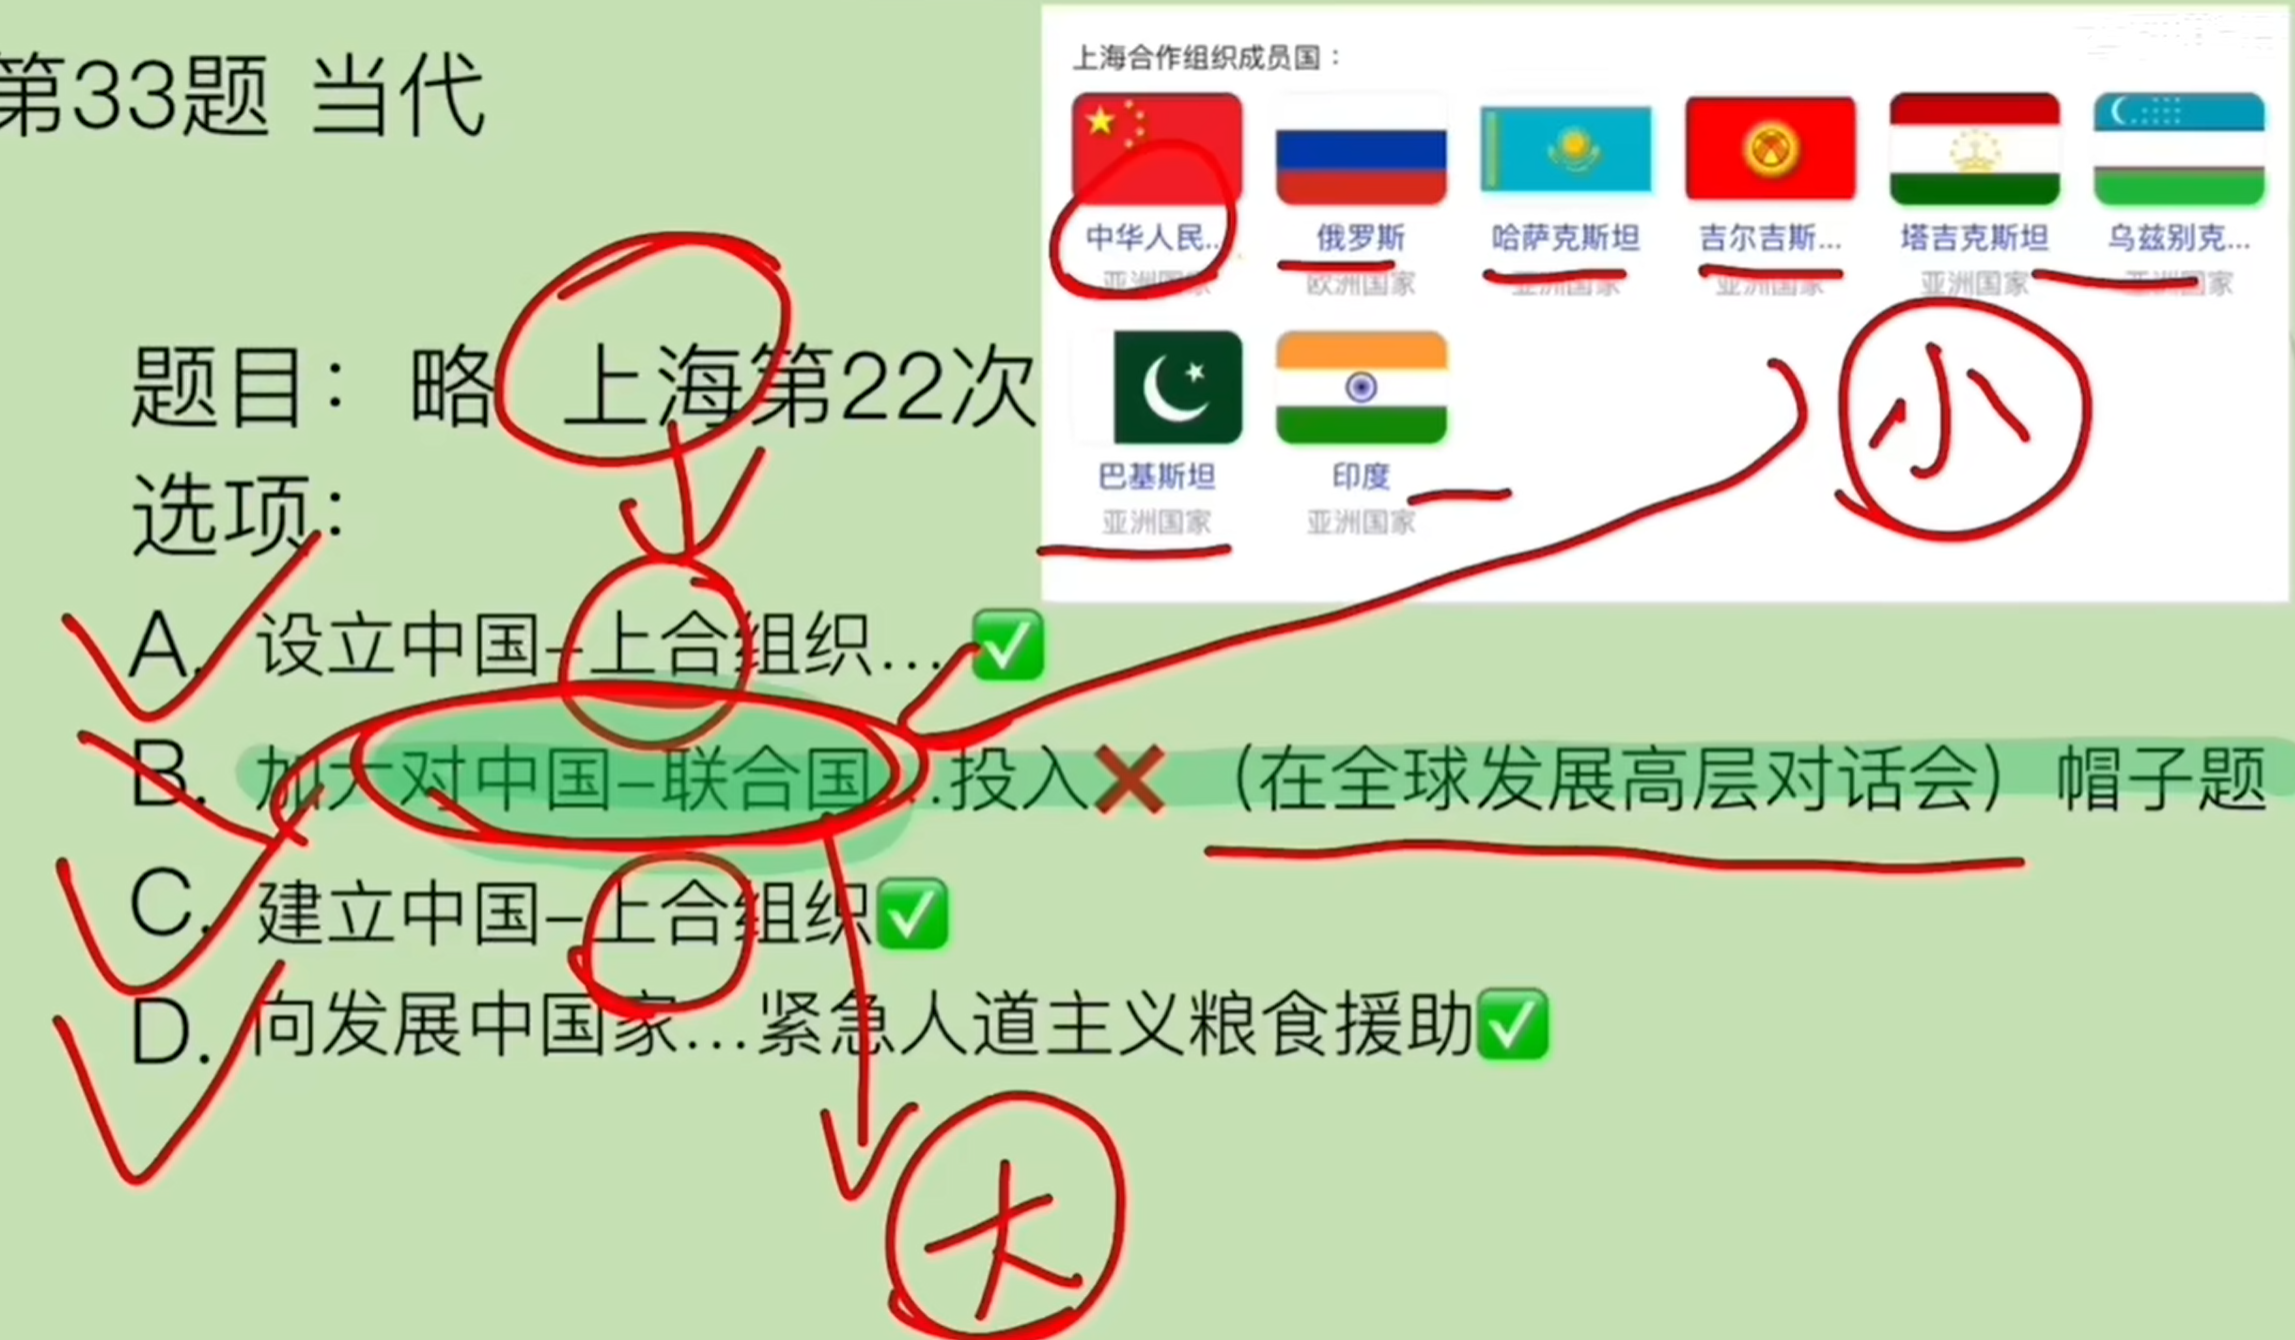 第33题 当代
上海合作组织成员国：
中华人民... 俄罗斯 哈萨克斯坦 吉尔吉斯... 塔吉克斯坦 乌兹别克...
亚洲国家 欧洲国家 亚洲国家 亚洲国家 亚洲国家 亚洲国家
巴基斯坦 印度
亚洲国家 亚洲国家
小
题目：略 上海第22次
选项：
A. 设立中国-上合组织...✅
B. 加大对中国-联合国...投入❌（在全球发展高层对话会）帽子题
C. 建立中国-上合组织✅
D. 向发展中国家...紧急人道主义粮食援助✅
大